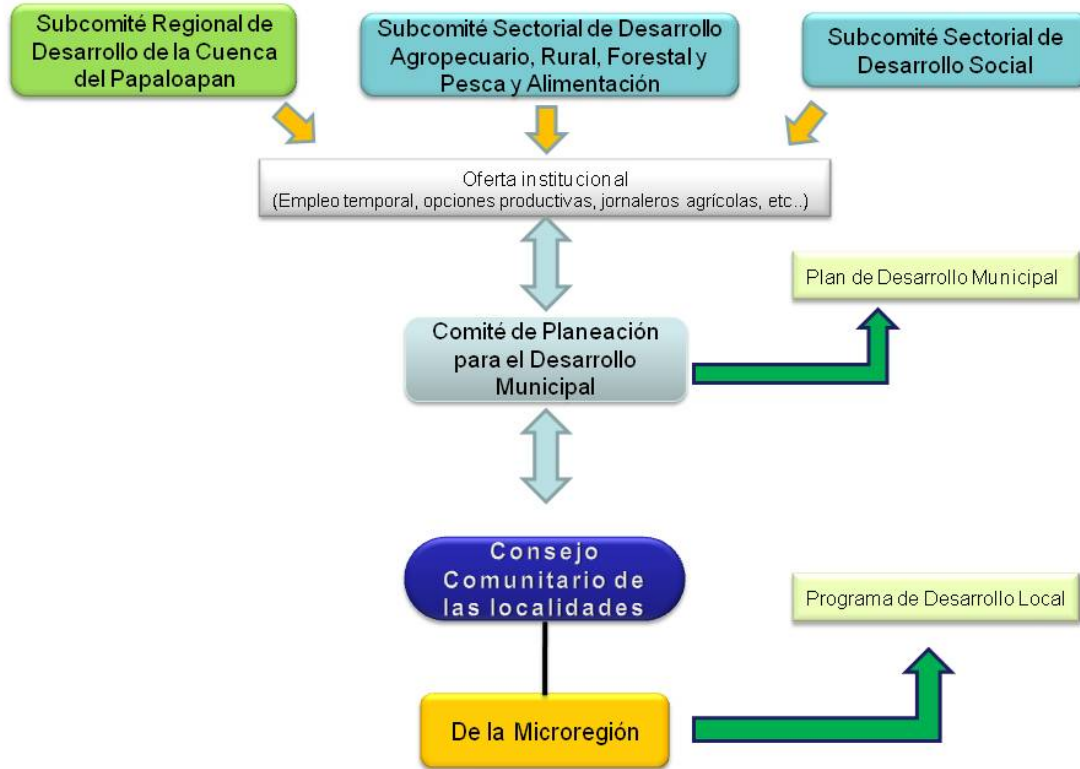 Subcomité Regional de
Desarrollo de la Cuenca
del Papaloapan
Subcomité Sectorial de Desarrollo
Agropecuario, Rural, Forestal y
Pesca y Alimentación
Subcomité Sectorial de
Desarrollo Social
Oferta institucional
(Empleo temporal, opciones productivas, jornaleros agrícolas, etc..)
Plan de Desarrollo Municipal
Comité de Planeación
para el Desarrollo
Municipal
Consejo
Comunitario de
las localidades
Programa de Desarrollo Local
De la Microregión